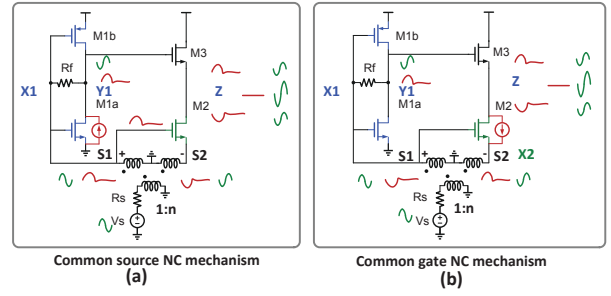 M1b
M3
Rf
X1
Y1
Z
M1a
M2
S1
+
-
S2
Rs
1:n
Vs
Common source NC mechanism
(a)
M1b
M3
Rf
X1
Y1
Z
M1a
M2
S1
+
-
S2
X2
Rs
1:n
Vs
Common gate NC mechanism
(b)